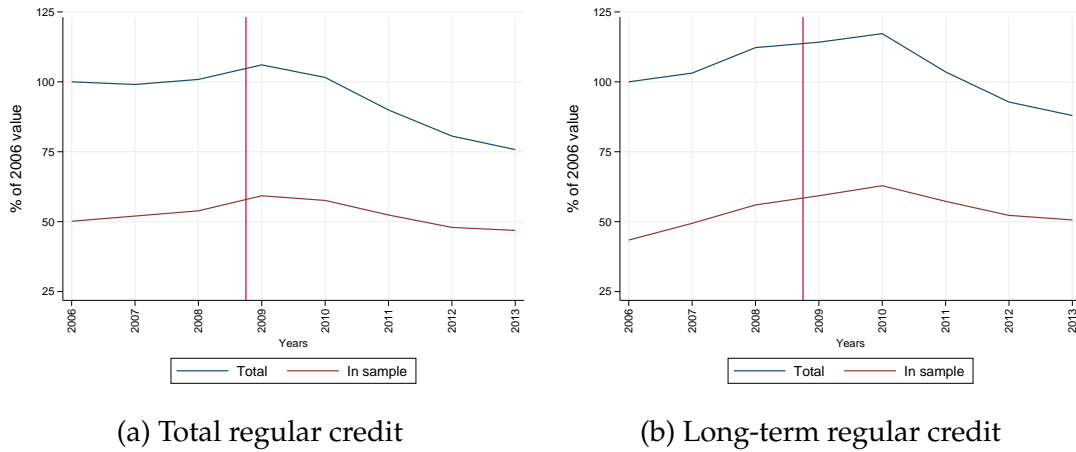 125
100
75
50
25
% of 2006 value
2006 2007 2008 2009 2010 2011 2012 2013
Years
Total In sample
(a) Total regular credit
125
100
75
50
25
% of 2006 value
2006 2007 2008 2009 2010 2011 2012 2013
Years
Total In sample
(b) Long-term regular credit